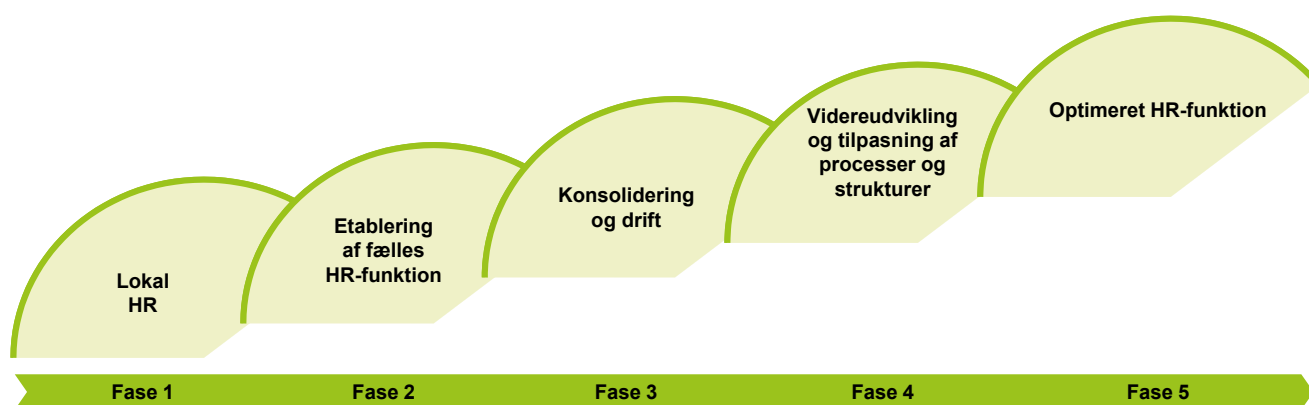 Lokal
HR
Etablering
af fælles
HR-funktion
Konsolidering
og drift
Videreudvikling
og tilpasning af
processer og
strukturer
Optimeret HR-funktion
Fase 1
Fase 2
Fase 3
Fase 4
Fase 5